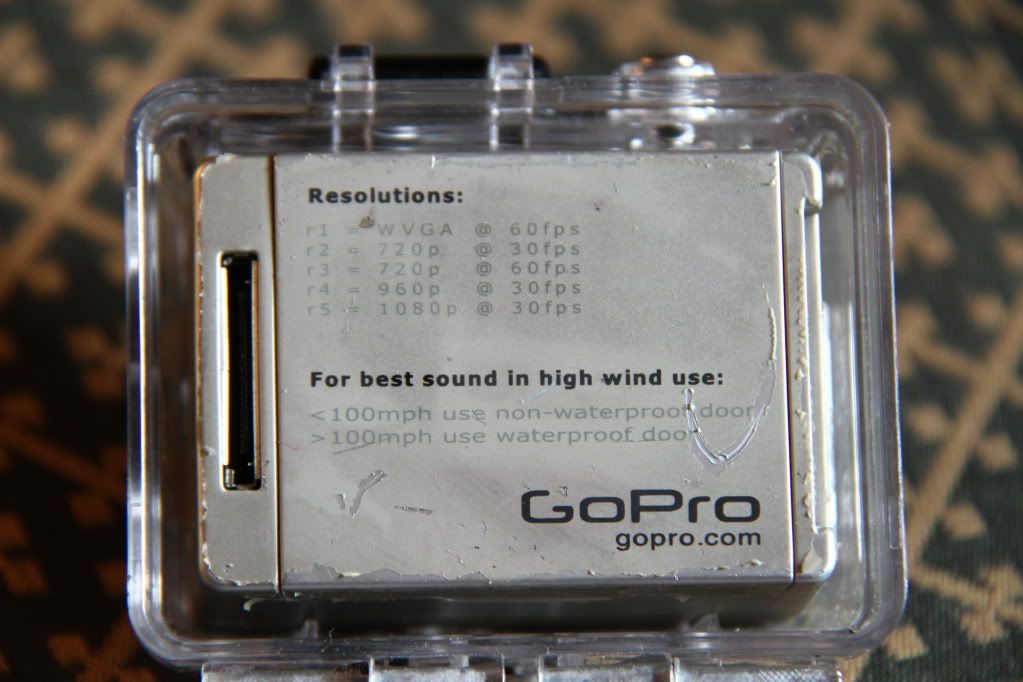 Resolutions:
r1 = WVGA @ 60fps
r2 = 720p @ 30fps
r3 = 720p @ 60fps
r4 = 960p @ 30fps
r5 = 1080p @ 30fps
For best sound in high wind use:
<100mph use non-waterproof door
>100mph use waterproof door
GoPro
gopro.com